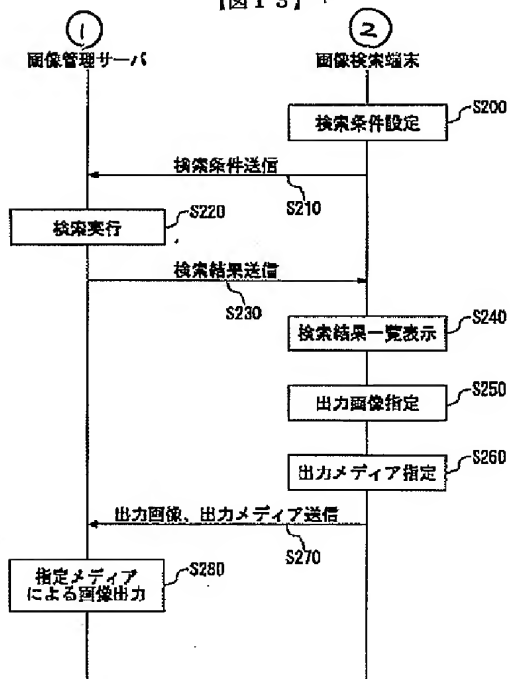 【図13】
① ②
画像管理サーバ 画像検索端末
検索条件設定 S200
検索条件送信
S210
検索実行 S220
検索結果送信
S230
検索結果一覧表示 S240
出力画像指定 S250
出力メディア指定 S260
出力画像、出力メディア送信
S270
指定メディア S280
による画像出力